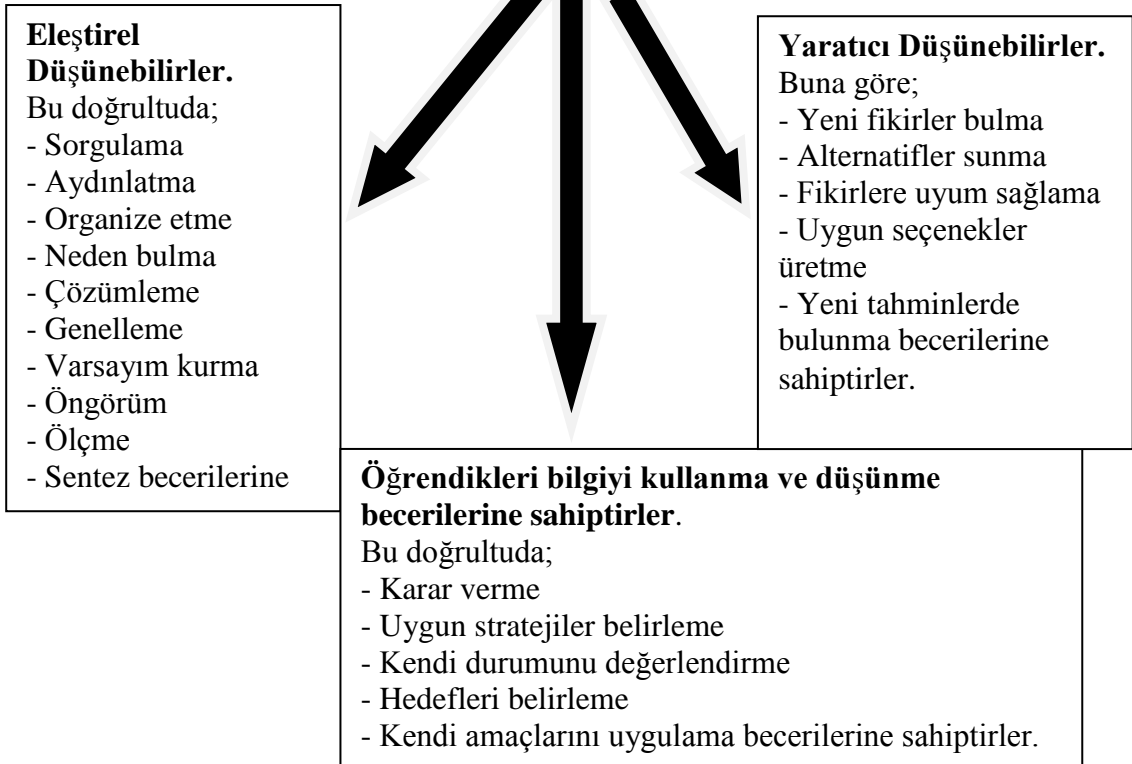 Eleştirel
Düşünebilirler.
Bu doğrultuda;
- Sorgulama
- Aydınlatma
- Organize etme
- Neden bulma
- Çözümleme
- Genelleme
- Varsayım kurma
- Öngörüm
- Ölçme
- Sentez becerilerine
Yaratıcı Düşünebilirler.
Buna göre;
- Yeni fikirler bulma
- Alternatifler sunma
- Fikirlere uyum sağlama
- Uygun seçenekler
üretme
- Yeni tahminlerde
bulunma becerilerine
sahiptirler.
Öğrendikleri bilgiyi kullanma ve düşünme
becerilerine sahiptirler.
Bu doğrultuda;
- Karar verme
- Uygun stratejiler belirleme
- Kendi durumunu değerlendirme
- Hedefleri belirleme
- Kendi amaçlarını uygulama becerilerine sahiptirler.